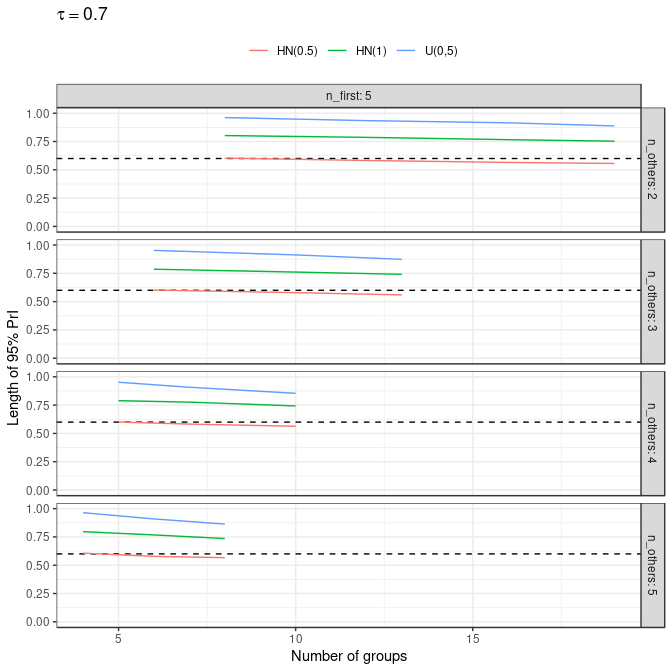 τ = 0.7
HN(0.5) HN(1) U(0,5)
n_first: 5
Length of 95% PrI
1.00
0.75
0.50
0.25
0.00
n_others: 2
1.00
0.75
0.50
0.25
0.00
n_others: 3
1.00
0.75
0.50
0.25
0.00
n_others: 4
1.00
0.75
0.50
0.25
0.00
n_others: 5
5 10 15
Number of groups